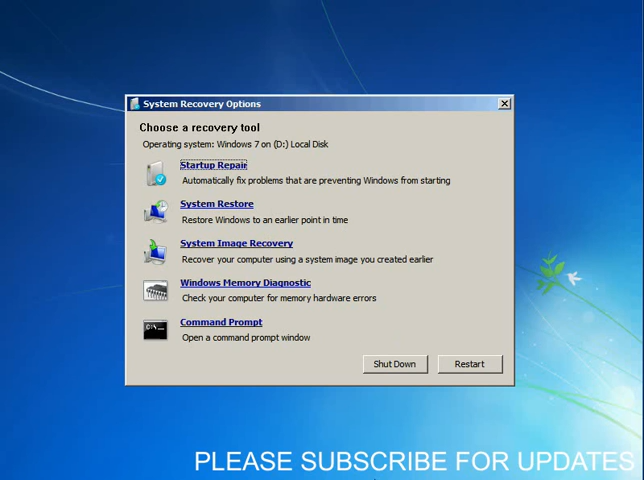 System Recovery Options
Choose a recovery tool
Operating system: Windows 7 on (D:) Local Disk
Startup Repair
Automatically fix problems that are preventing Windows from starting
System Restore
Restore Windows to an earlier point in time
System Image Recovery
Recover your computer using a system image you created earlier
Windows Memory Diagnostic
Check your computer for memory hardware errors
C:\_
Command Prompt
Open a command prompt window
Shut Down Restart
PLEASE SUBSCRIBE FOR UPDATES